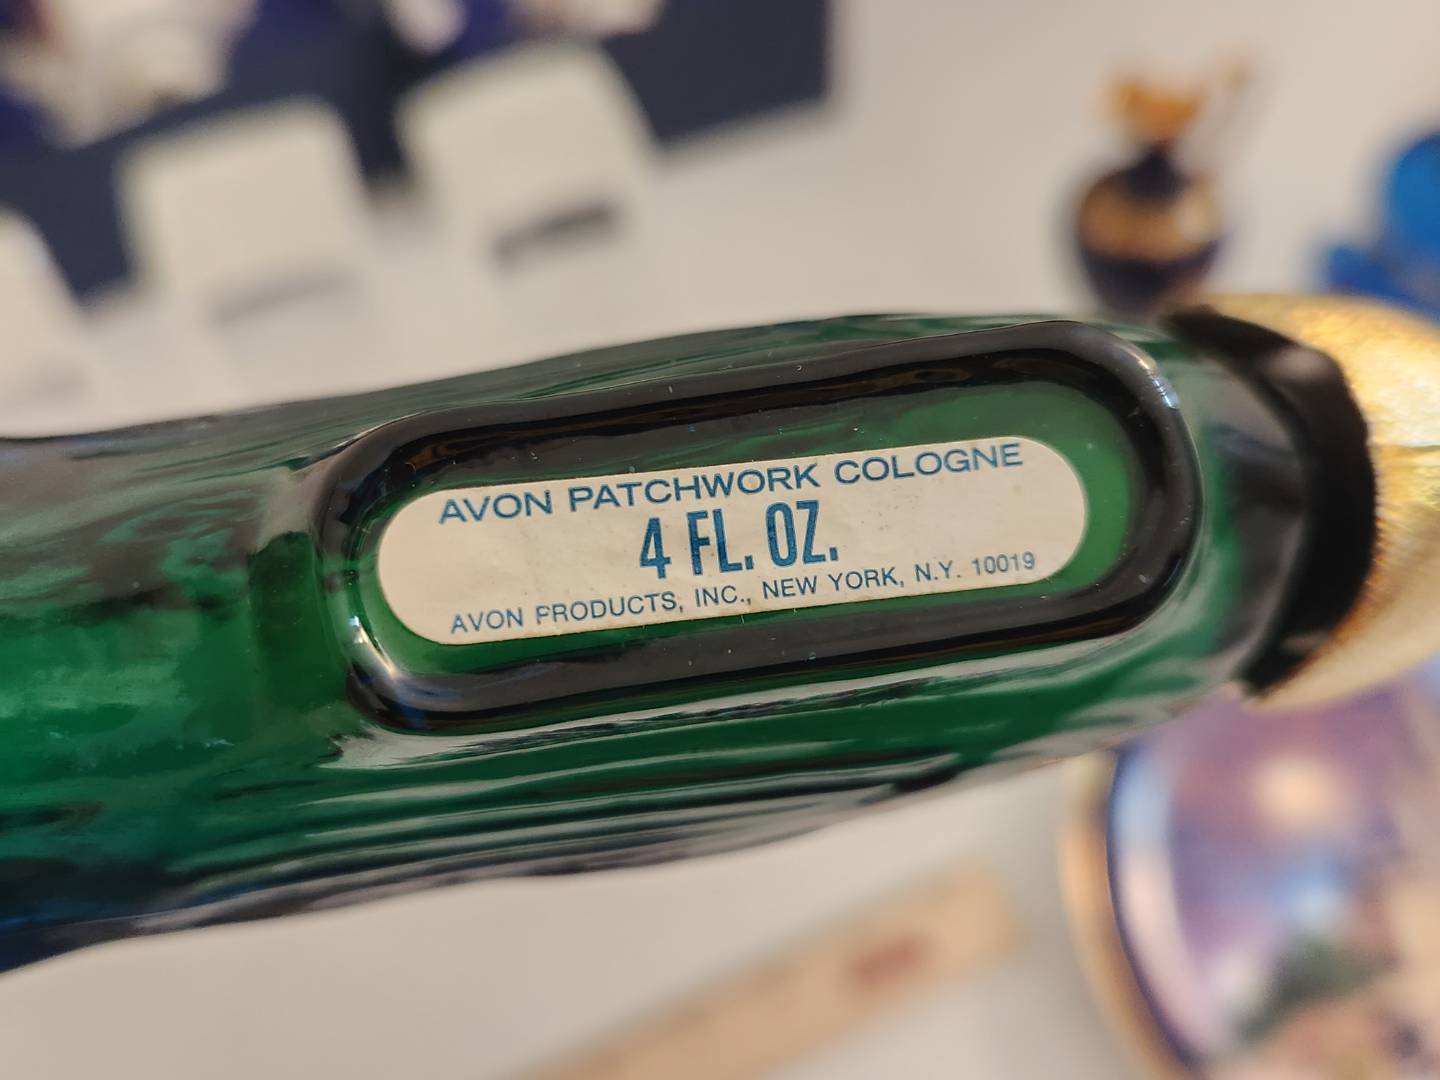 AVON PATCHWORK COLOGNE
4 FL. OZ.
AVON PRODUCTS, INC., NEW YORK, N.Y. 10019